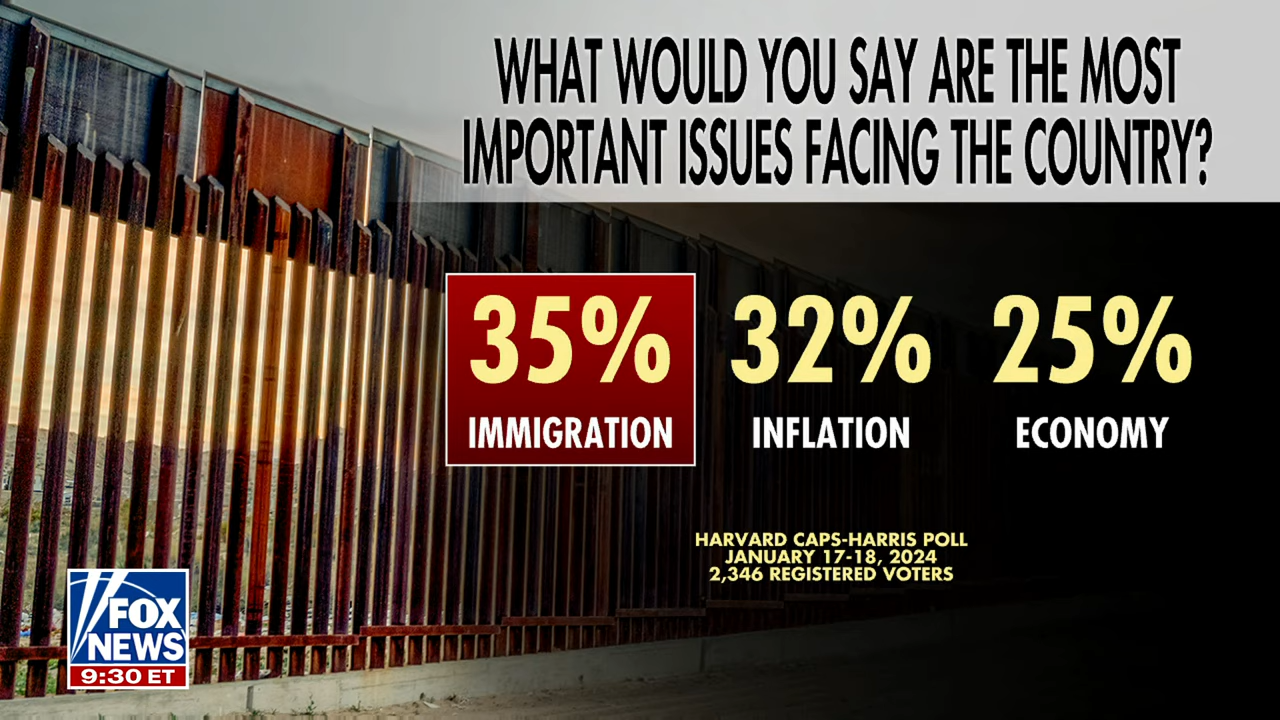 WHAT WOULD YOU SAY ARE THE MOST
IMPORTANT ISSUES FACING THE COUNTRY?
35%
IMMIGRATION
32%
INFLATION
25%
ECONOMY
HARVARD CAPS-HARRIS POLL
JANUARY 17-18, 2024
2,346 REGISTERED VOTERS
FOX
NEWS
9:30 ET